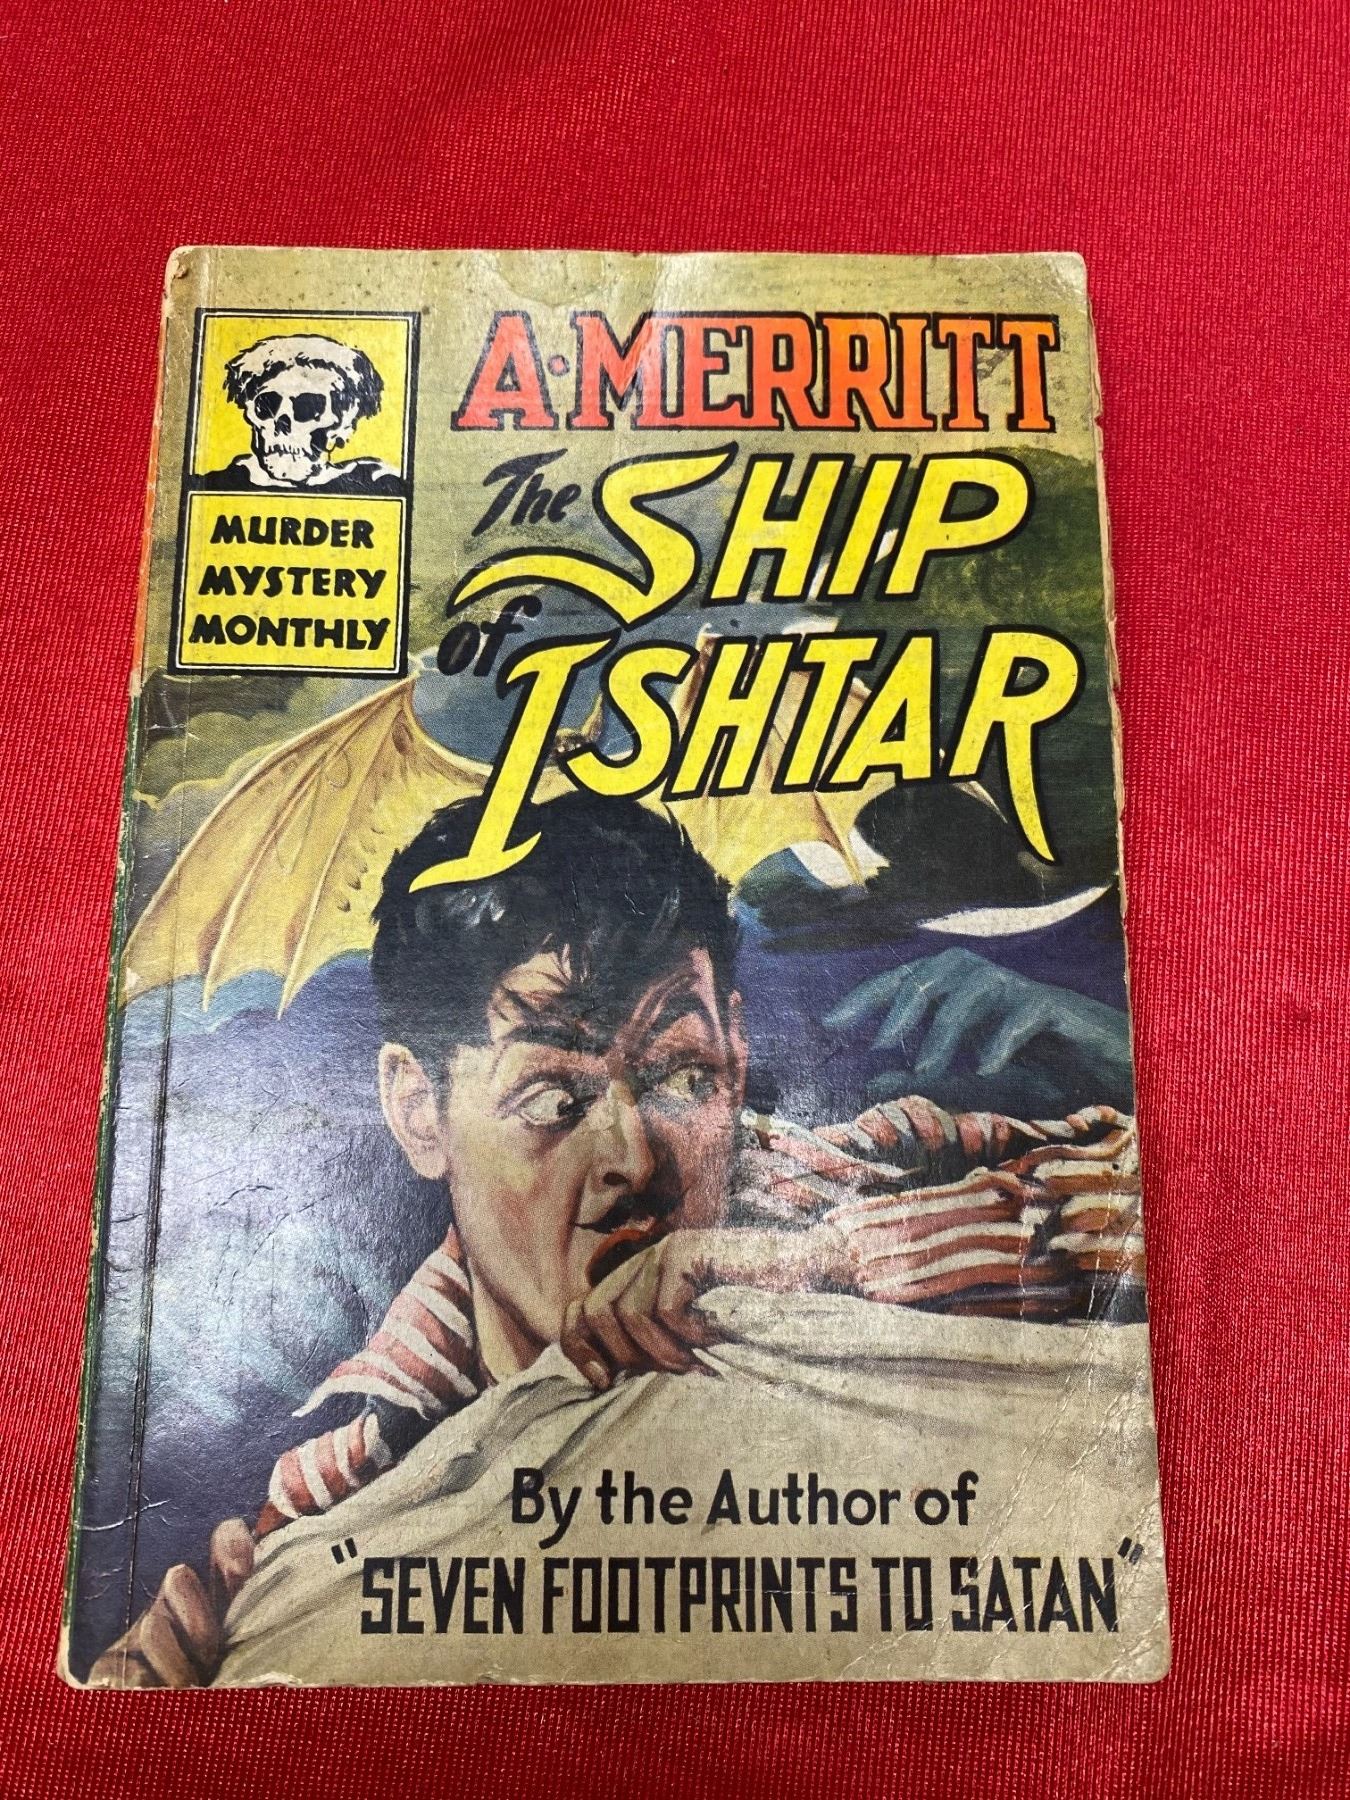 A·MERRITT
The SHIP
of ISHTAR
MURDER
MYSTERY
MONTHLY
By the Author of
"SEVEN FOOTPRINTS TO SATAN"